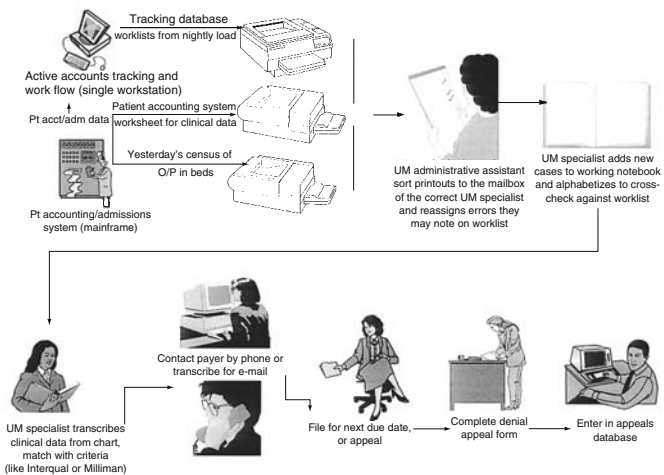 Tracking database
worklists from nightly load
Active accounts tracking and
work flow (single workstation)
Pt acct/adm data
Patient accounting system
worksheet for clinical data
Yesterday's census of
O/P in beds
Pt accounting/admissions
system (mainframe)
UM administrative assistant
sort printouts to the mailbox
of the correct UM specialist
and reassigns errors they
may note on worklist
UM specialist adds new
cases to working notebook
and alphabetizes to cross-
check against worklist
UM specialist transcribes
clinical data from chart,
match with criteria
(like Interqual or Milliman)
Contact payer by phone or
transcribe for e-mail
File for next due date,
or appeal
Complete denial
appeal form
Enter in appeals
database